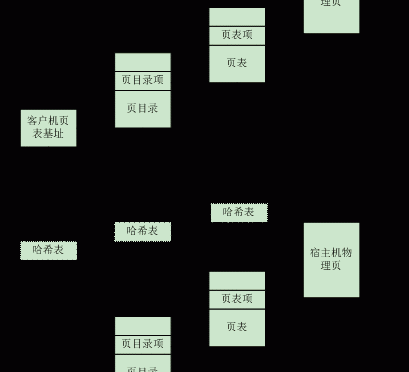 理页
页表项
页表
页目录项
页目录
客户机页
表基址
哈希表
哈希表
哈希表
宿主机物
理页
页表项
页表
页目录项
页目录